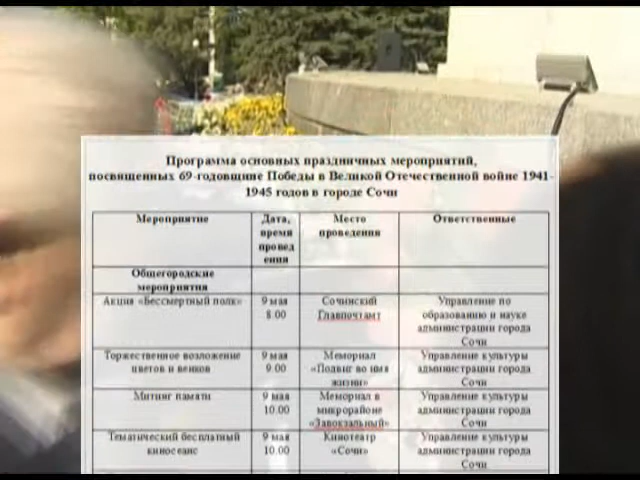 Программа основных праздничных мероприятий,
посвященных 69-годовщине Победы в Великой Отечественной войне 1941-
1945 годов в городе Сочи
Мероприятие
Дата,
время
провед
ения
Место
проведения
Ответственные
Общегородские
мероприятия
Акция «Бессмертный полк»
9 мая
8.00
Сочинский
Главпочтамт
Управление по
образованию и науке
администрации города
Сочи
Торжественное возложение
цветов и венков
9 мая
9.00
Мемориал
«Подвиг во имя
жизни»
Управление культуры
администрации города
Сочи
Митинг памяти
9 мая
10.00
Мемориал в
микрорайоне
«Завокзальный»
Управление культуры
администрации города
Сочи
Тематический бесплатный
киносеанс
9 мая
10.00
Кинотеатр
«Сочи»
Управление культуры
администрации города
Сочи